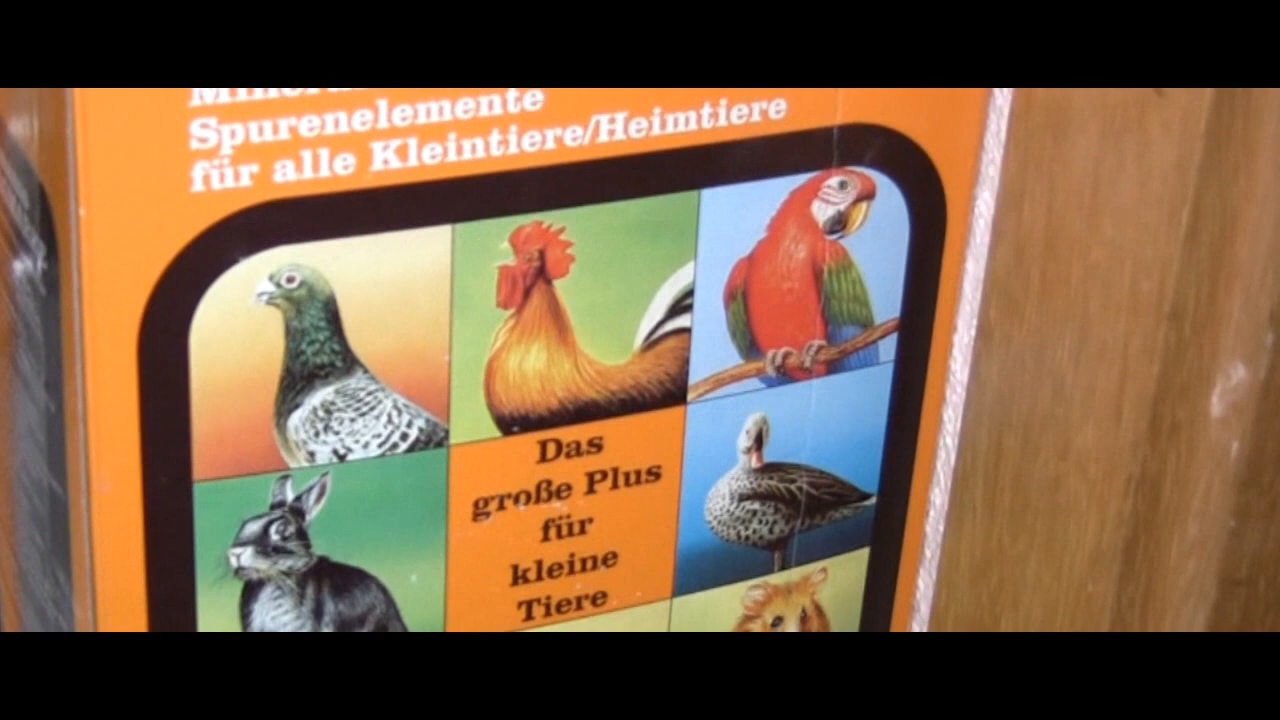 Spurenelemente
für alle Kleintiere/Heimtiere
Das
große Plus
für
kleine
Tiere